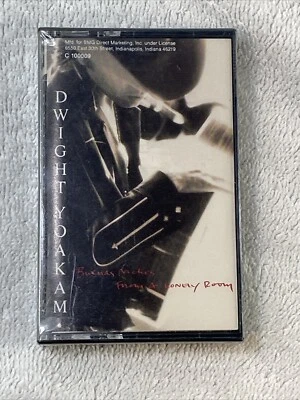 Mfd. for BMG Direct Marketing, Inc. under License
6550 East 30th Street, Indianapolis, Indiana 46219
C 100009
DWIGHT YOAKAM
Buenas Noches
From A Lonely Room